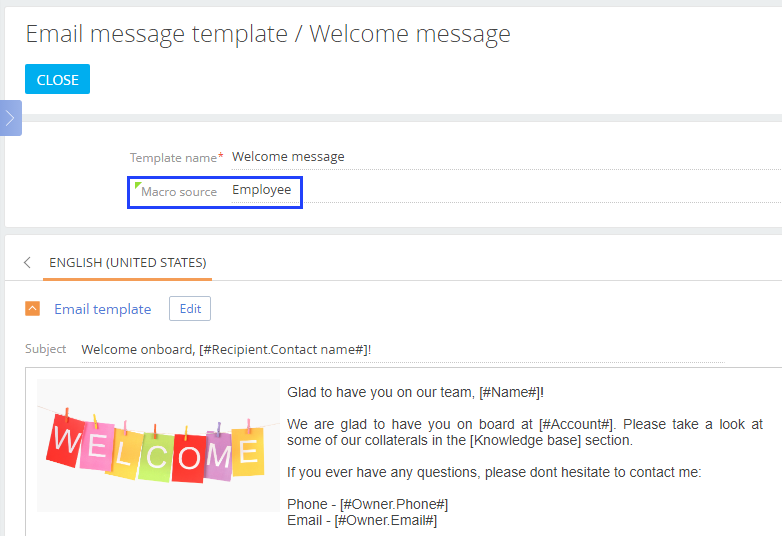 Email message template / Welcome message
CLOSE
Template name* Welcome message
Macro source Employee
ENGLISH (UNITED STATES)
Email template Edit
Subject Welcome onboard, [#Recipient.Contact name#]!
WELCOME
Glad to have you on our team, [#Name#]!
We are glad to have you on board at [#Account#]. Please take a look at
some of our collaterals in the [Knowledge base] section.
If you ever have any questions, please dont hesitate to contact me:
Phone - [#Owner.Phone#]
Email - [#Owner.Email#]